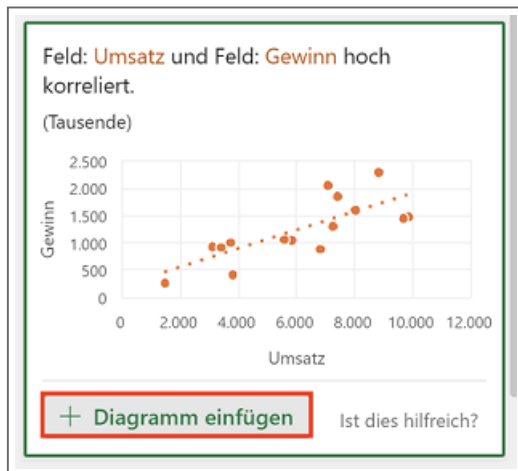 Feld: Umsatz und Feld: Gewinn hoch
korreliert.
(Tausende)
2.500
2.000
1.500
1.000
500
0
Gewinn
0 2.000 4.000 6.000 8.000 10.000 12.000
Umsatz
+ Diagramm einfügen Ist dies hilfreich?